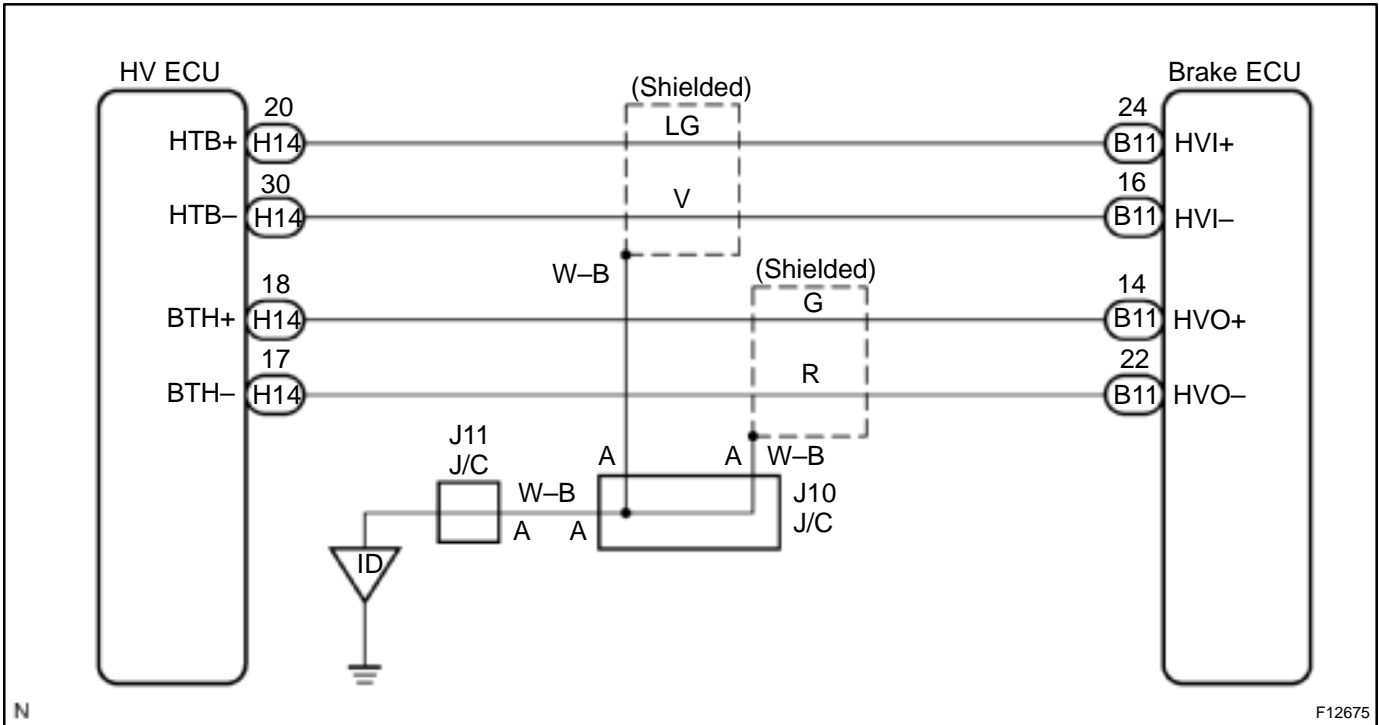 HV ECU
Brake ECU
(Shielded)
20
LG
24
HTB+
H14
B11
HVI+
30
V
16
HTB–
H14
B11
HVI–
W–B
(Shielded)
18
G
14
BTH+
H14
B11
HVO+
17
R
22
BTH–
H14
B11
HVO–
J11
J/C
A
A
W–B
W–B
J10
J/C
A
A
ID
N
F12675